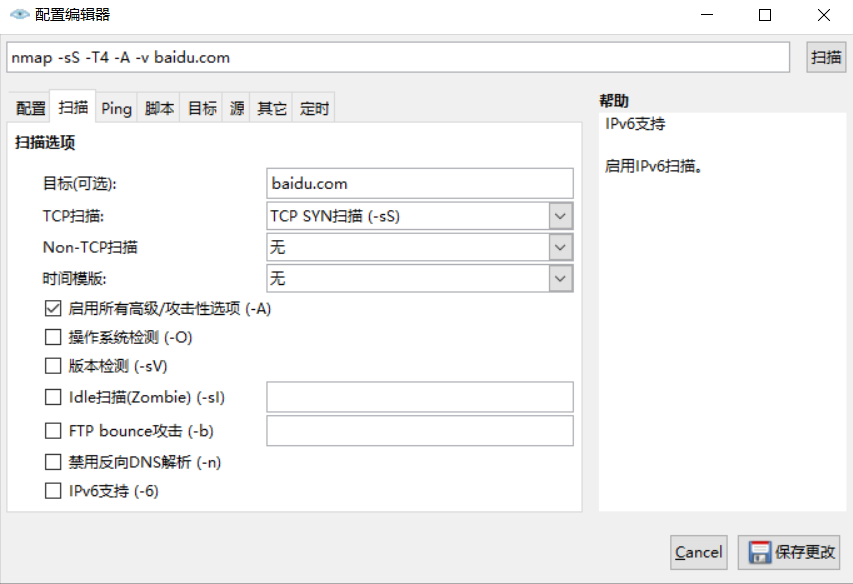 配置编辑器
nmap -sS -T4 -A -v baidu.com
扫描
配置 扫描 Ping 脚本 目标 源 其它 定时
扫描选项
目标(可选): baidu.com
TCP扫描: TCP SYN扫描 (-sS)
Non-TCP扫描 无
时间模版: 无
启用所有高级/攻击性选项 (-A)
操作系统检测 (-O)
版本检测 (-sV)
Idle扫描(Zombie) (-sI)
FTP bounce攻击 (-b)
禁用反向DNS解析 (-n)
IPv6支持 (-6)
帮助
IPv6支持
启用IPv6扫描。
Cancel
保存更改